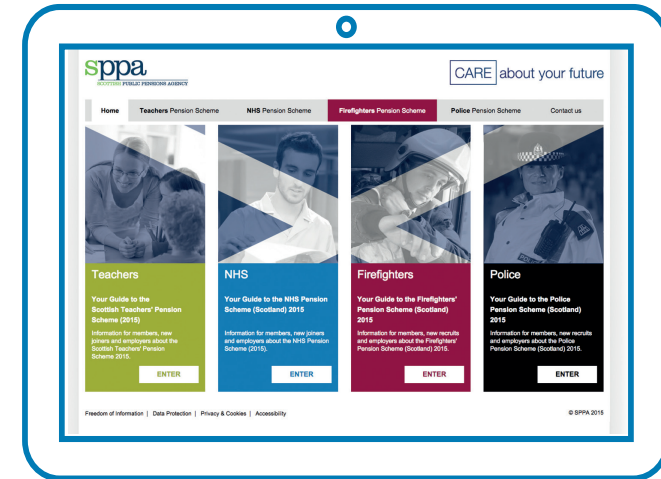 sppa
SCOTTISH PUBLIC PENSIONS AGENCY
CARE about your future
Home
Teachers Pension Scheme
NHS Pension Scheme
Firefighters Pension Scheme
Police Pension Scheme
Contact us
Teachers
Your Guide to the
Scottish Teachers' Pension
Scheme (2015)
Information for members, new
joiners and employers about the
Scottish Teachers' Pension
Scheme 2015.
ENTER
NHS
Your Guide to the NHS Pension
Scheme (Scotland) 2015
Information for members, new joiners
and employers about the NHS Pension
Scheme (2015).
ENTER
Firefighters
Your Guide to the Firefighters'
Pension Scheme (Scotland)
2015
Information for members, new recruits
and employers about the Firefighters'
Pension Scheme (Scotland) 2015.
ENTER
Police
Your Guide to the Police
Pension Scheme (Scotland)
2015
Information for members, new recruits
and employers about the Police
Pension Scheme (Scotland) 2015.
ENTER
Freedom of Information | Data Protection | Privacy & Cookies | Accessibility
© SPPA 2015